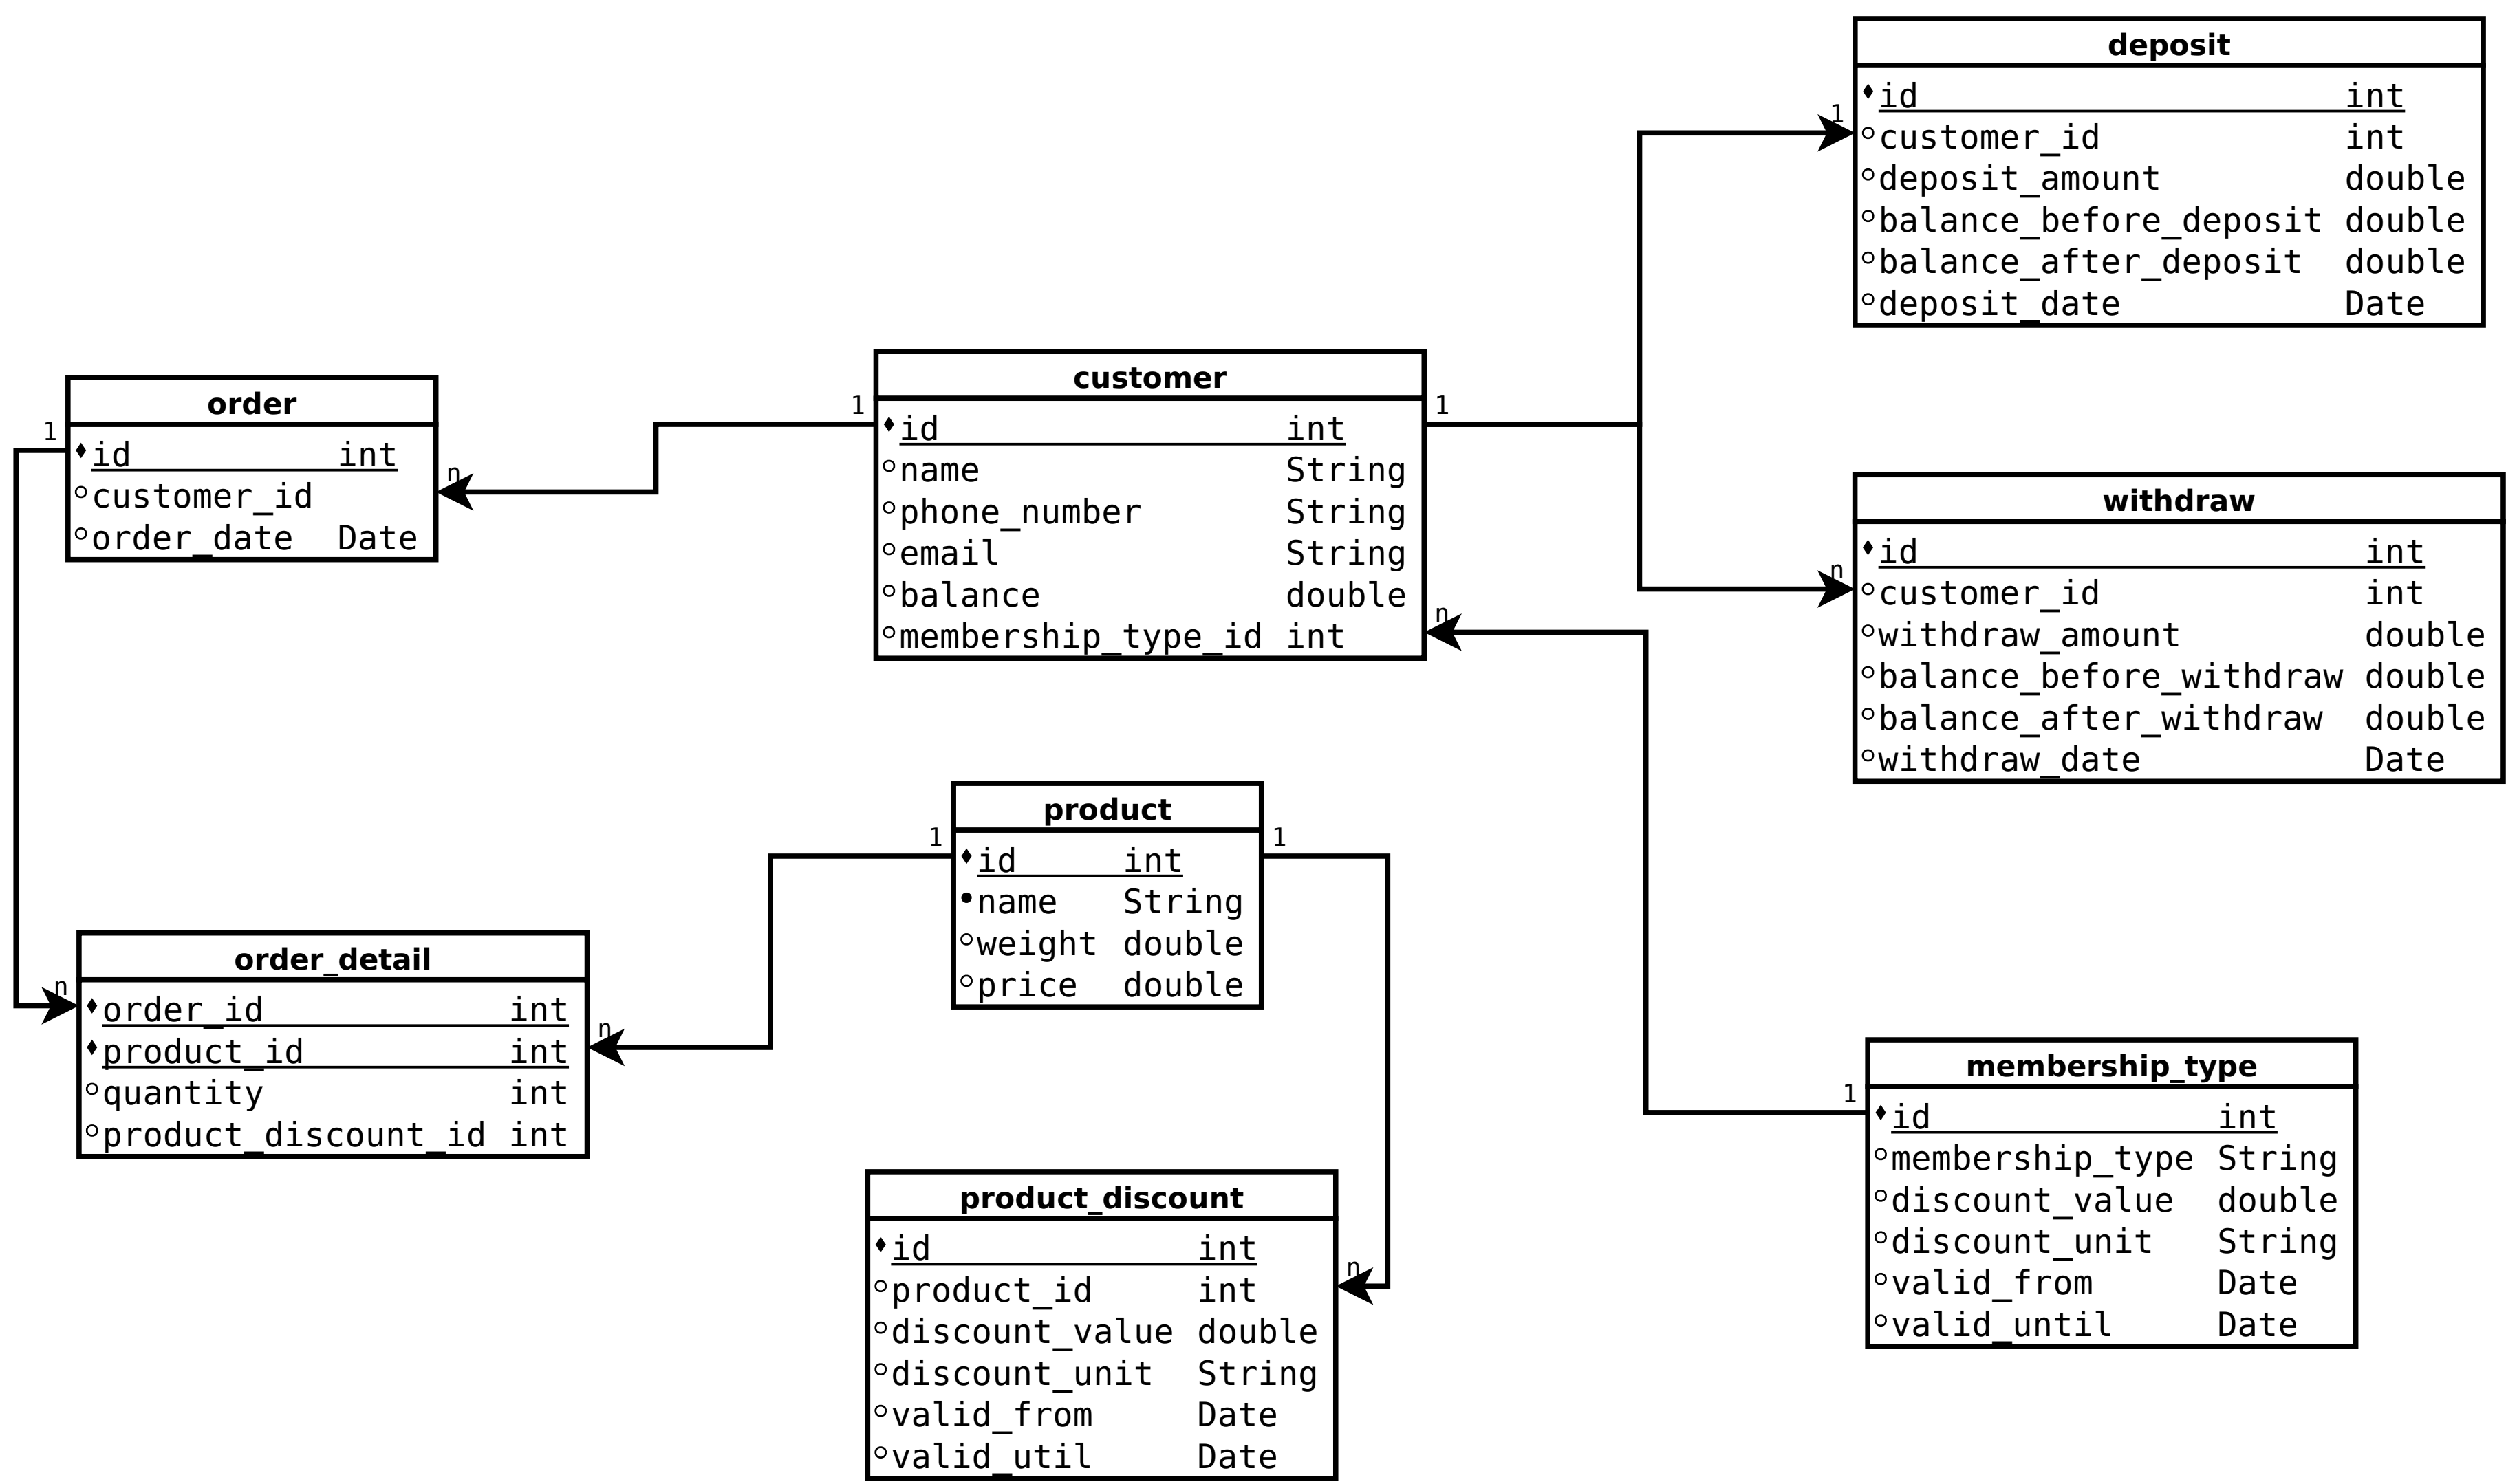 deposit
id int
customer_id int
deposit_amount double
balance_before_deposit double
balance_after_deposit double
deposit_date Date
1
customer
id int
name String
phone_number String
email String
balance double
membership_type_id int
1
1
n
order
id int
customer_id
order_date Date
1
n
withdraw
id int
customer_id int
withdraw_amount double
balance_before_withdraw double
balance_after_withdraw double
withdraw_date Date
n
product
id int
name String
weight double
price double
1
1
order_detail
order_id int
product_id int
quantity int
product_discount_id int
n
n
membership_type
id int
membership_type String
discount_value double
discount_unit String
valid_from Date
valid_until Date
1
product_discount
id int
product_id int
discount_value double
discount_unit String
valid_from Date
valid_util Date
n